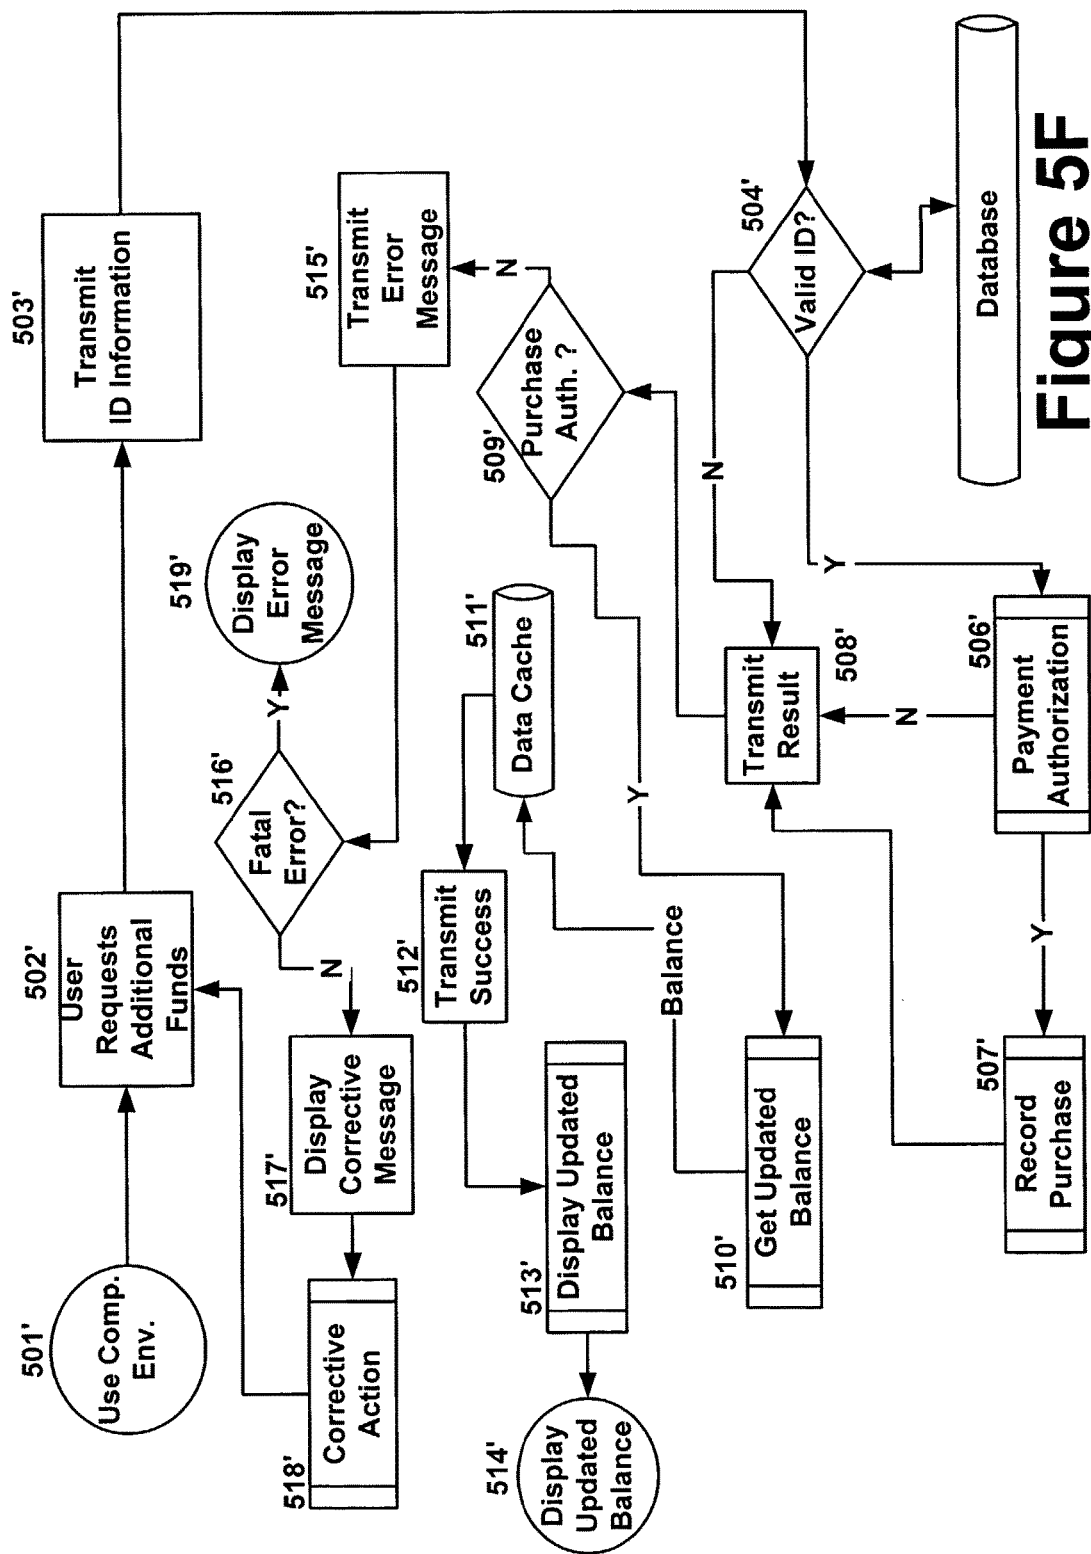 501'
Use Comp.
Env.
502'
User
Requests
Additional
Funds
503'
Transmit
ID Information
518'
Corrective
Action
517'
Display
Corrective
Message
N
516'
Fatal
Error?
Y
519'
Display
Error
Message
515'
Transmit
Error
Message
514'
Display
Updated
Balance
513'
Display Updated
Balance
512'
Transmit
Success
511'
Data Cache
509'
Purchase
Auth. ?
N
Y
510'
Get Updated
Balance
Balance
508'
Transmit
Result
N
504'
Valid ID?
Y
507'
Record
Purchase
Y
506'
Payment
Authorization
N
Database
Figure 5F